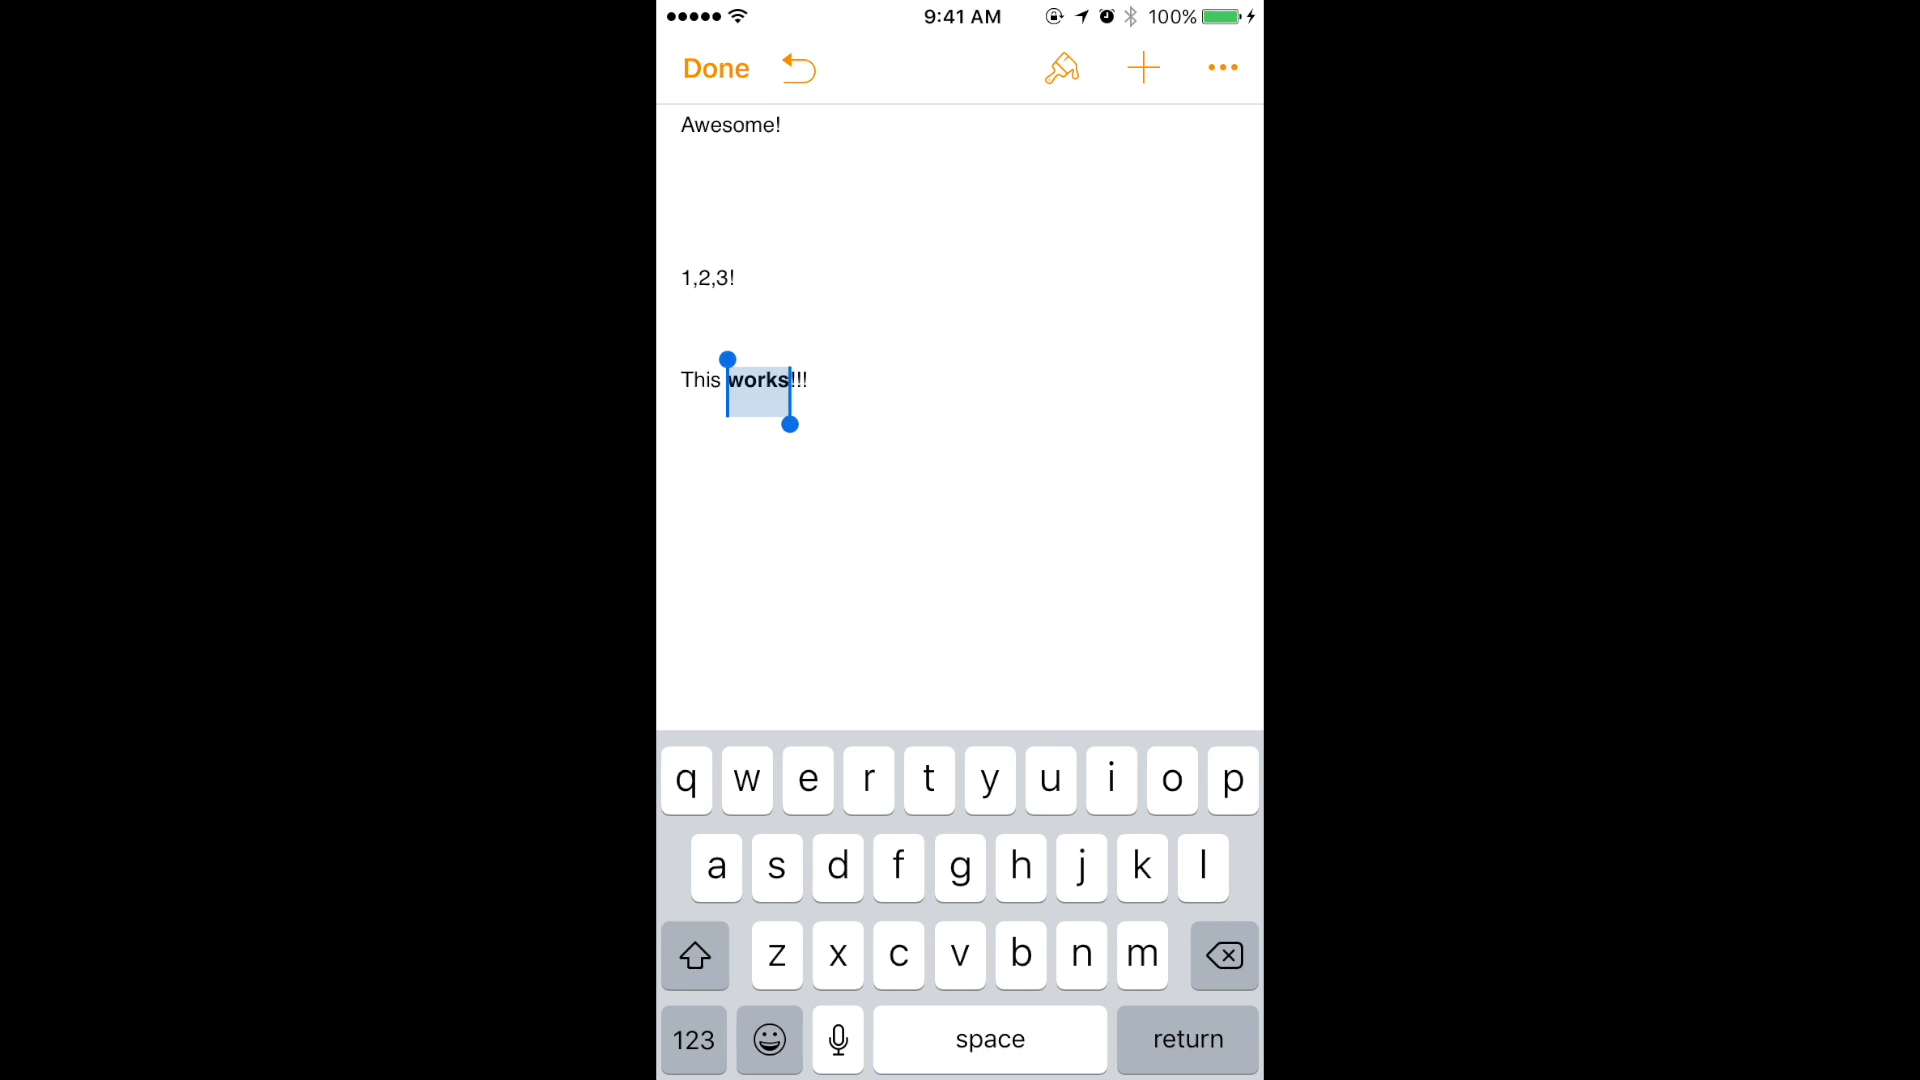 9:41 AM 100%
Done
Awesome!
1,2,3!
This works!!!
q w e r t y u i o p
a s d f g h j k l
z x c v b n m
123 space return